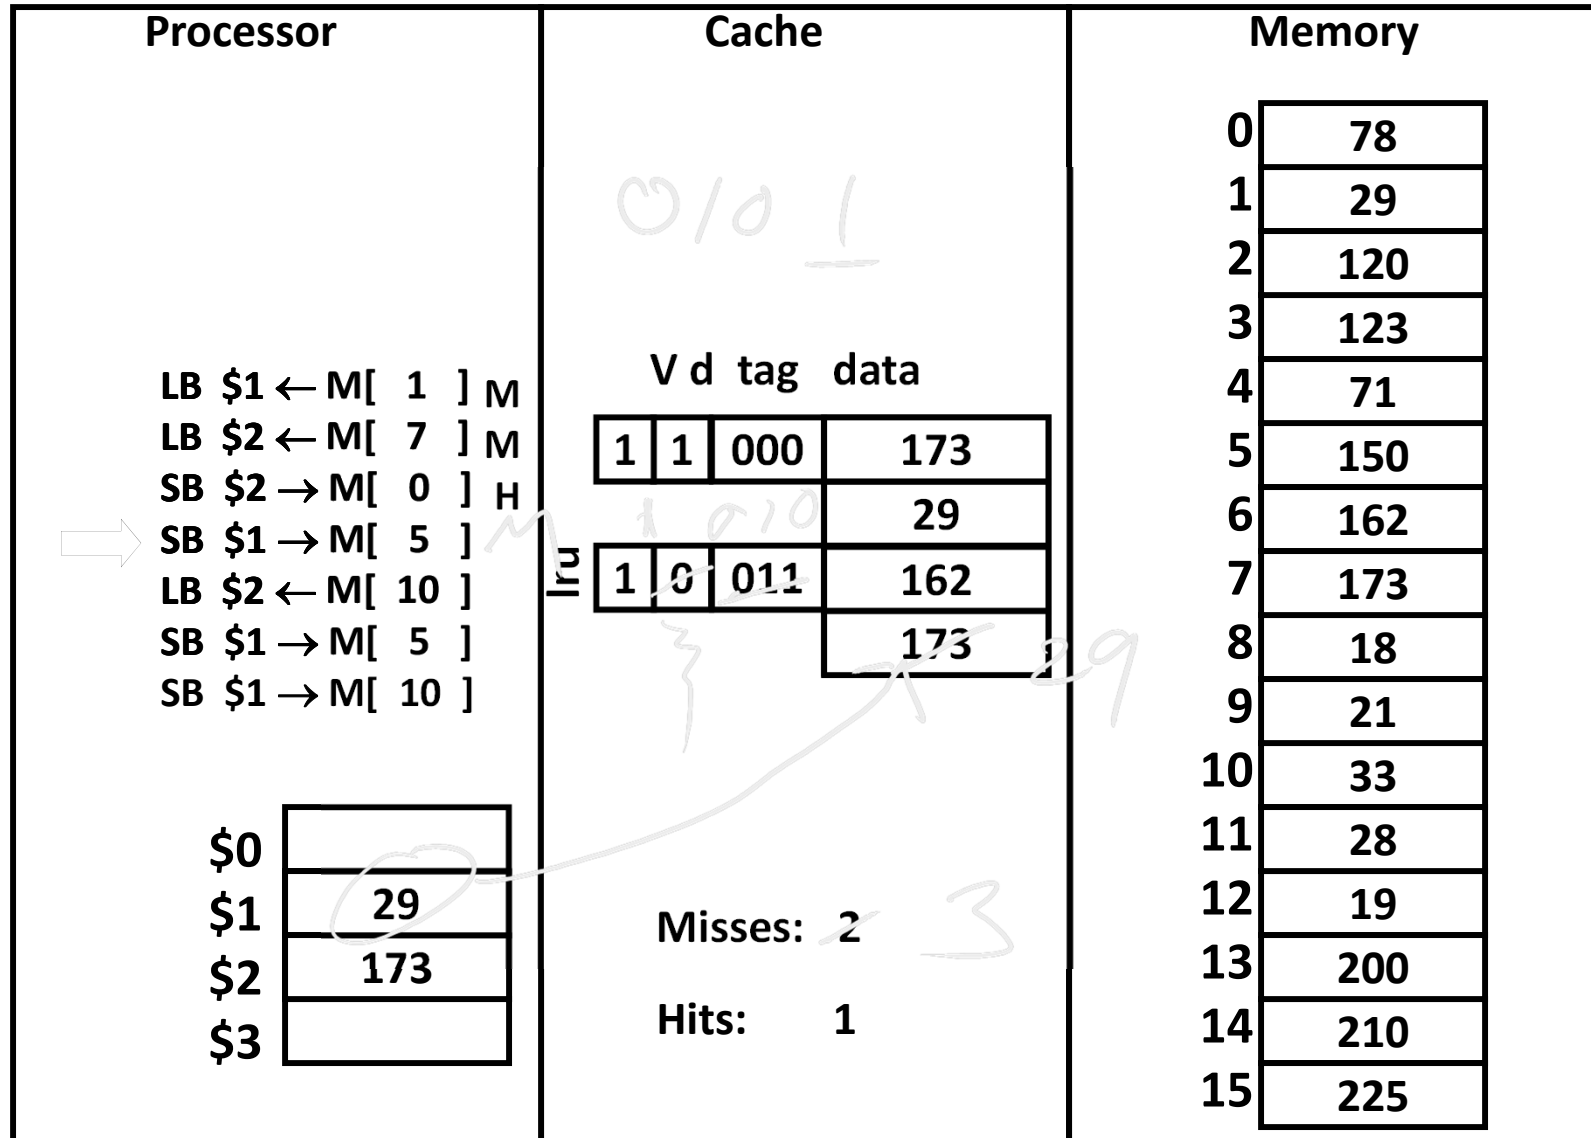 Processor
Cache
Memory
0 78
1 29
2 120
3 123
4 71
5 150
6 162
7 173
8 18
9 21
10 33
11 28
12 19
13 200
14 210
15 225
0101
V d tag data
1 1 000 173
29
lru 1 0 011 162
173
1 010
29
LB $1 ← M[ 1 ] M
LB $2 ← M[ 7 ] M
SB $2 → M[ 0 ] H
SB $1 → M[ 5 ] M
LB $2 ← M[ 10 ]
SB $1 → M[ 5 ]
SB $1 → M[ 10 ]
$0
$1 29
$2 173
$3
Misses: 2 3
Hits: 1